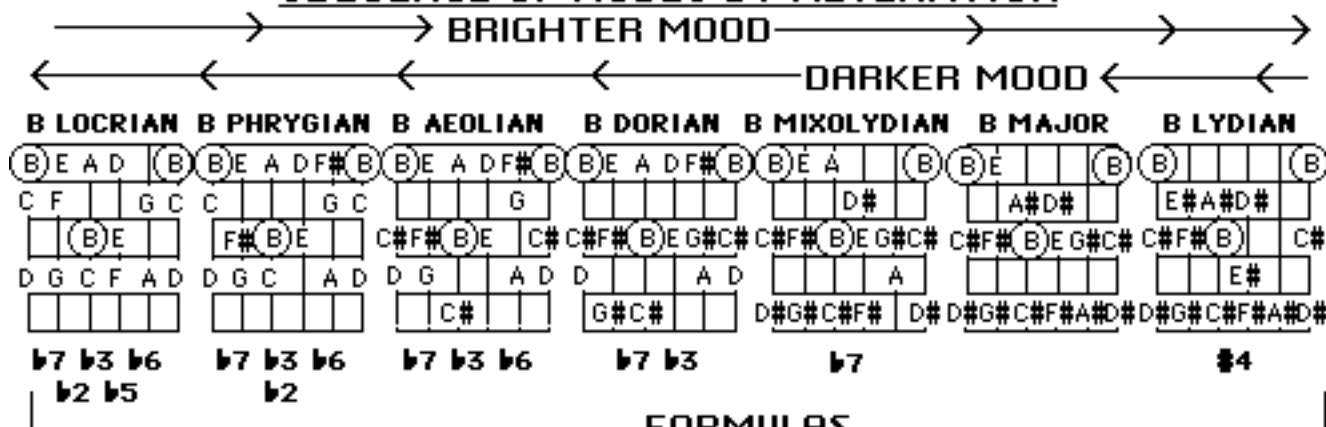 BRIGHTER MOOD
DARKER MOOD
B LOCRIAN B PHRYGIAN B AEOLIAN B DORIAN B MIXOLYDIAN B MAJOR B LYDIAN
B E A D B B E A D F# B B E A D F# B B E A D F# B B E A B B E B B B
C F G C C G C G D# A# D# E# A# D#
B E F# B E C# F# B E C# C# F# B E G# C# C# F# B E G# C# C# F# B E G# C# C# F# B C#
D G C F A D D G C A D D G A D D A D A E#
C# G# C# D# G# C# F# D# D# G# C# F# A# D# D# G# C# F# A# D#
♭7 ♭3 ♭6 ♭7 ♭3 ♭6 ♭7 ♭3 ♭6 ♭7 ♭3 ♭7 #4
♭2 ♭5 ♭2
FORMULAS